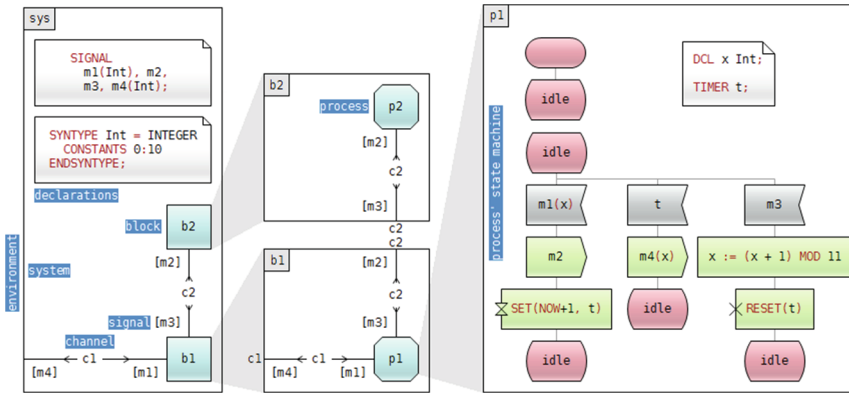 sys
SIGNAL
m1(Int), m2,
m3, m4(Int);
SYNTYPE Int = INTEGER
CONSTANTS 0:10
ENDSYNTYPE;
declarations
block
b2
[m2]
system
environment
c2
signal
[m3]
channel
c1
b1
[m4]
[m1]
b2
process
p2
[m2]
c2
[m3]
c2
c2
b1
[m2]
c2
[m3]
c1
c1
p1
[m4]
[m1]
p1
process' state machine
DCL x Int;
TIMER t;
idle
idle
m1(x)
t
m3
m2
m4(x)
x := (x + 1) MOD 11
SET(NOW+1, t)
idle
RESET(t)
idle
idle